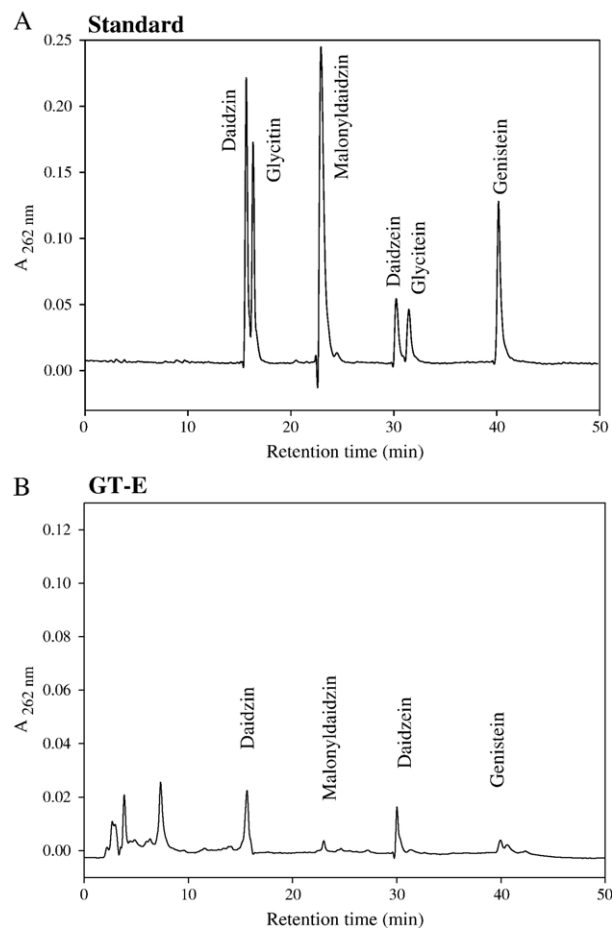 A Standard
0.25
0.20
0.15
0.10
0.05
0.00
A 262 nm
Daidzin
Glycitin
Malonyldaidzin
Daidzein
Glycitein
Genistein
0 10 20 30 40 50
Retention time (min)
B GT-E
0.12
0.10
0.08
0.06
0.04
0.02
0.00
A 262 nm
Daidzin
Malonyldaidzin
Daidzein
Genistein
0 10 20 30 40 50
Retention time (min)